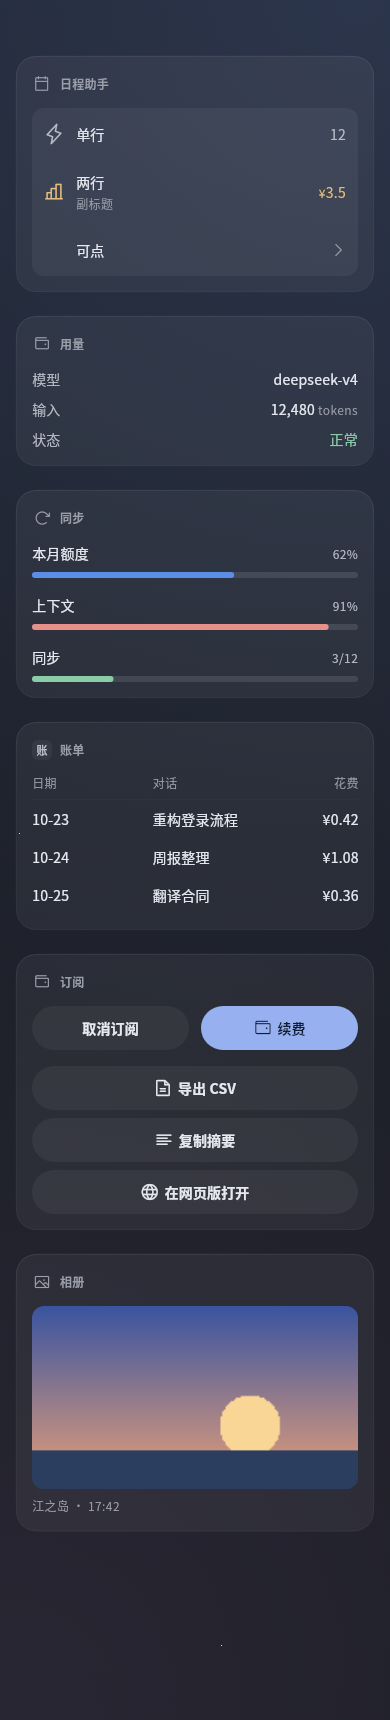 日程助手
单行 12
两行 ¥3.5
副标题
可点
用量
模型 deepseek-v4
输入 12,480 tokens
状态 正常
同步
本月额度 62%
上下文 91%
同步 3/12
账 账单
日期 对话 花费
10-23 重构登录流程 ¥0.42
10-24 周报整理 ¥1.08
10-25 翻译合同 ¥0.36
订阅
取消订阅 续费
导出 CSV
复制摘要
在网页版打开
相册
江之岛 · 17:42